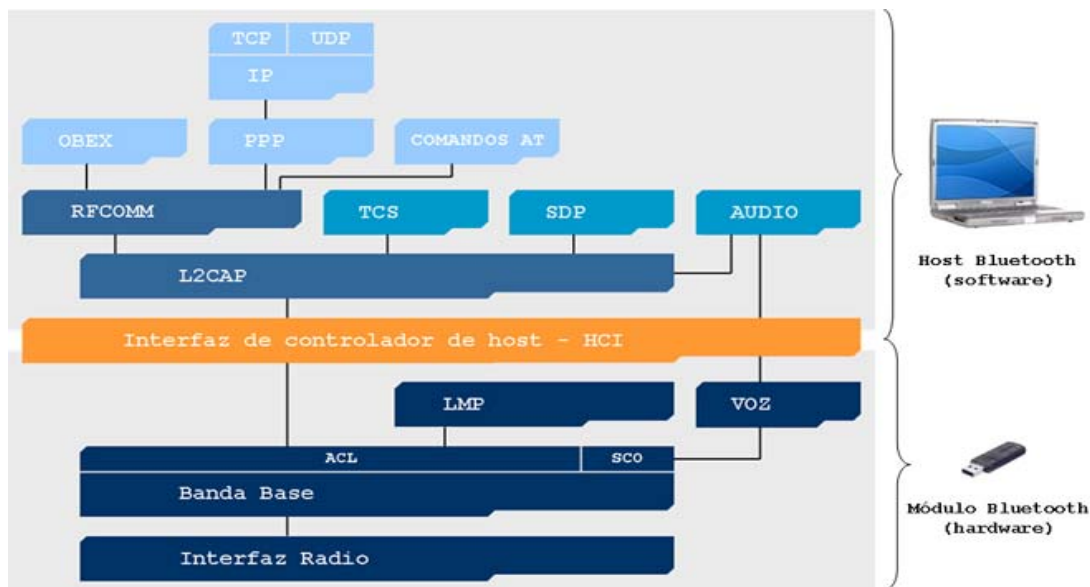 TCP UDP
IP
OBEX PPP COMANDOS AT
RFCOMM TCS SDP AUDIO
L2CAP
Host Bluetooth
(software)
Interfaz de controlador de host - HCI
LMP VOZ
ACL SCO
Banda Base
Módulo Bluetooth
(hardware)
Interfaz Radio